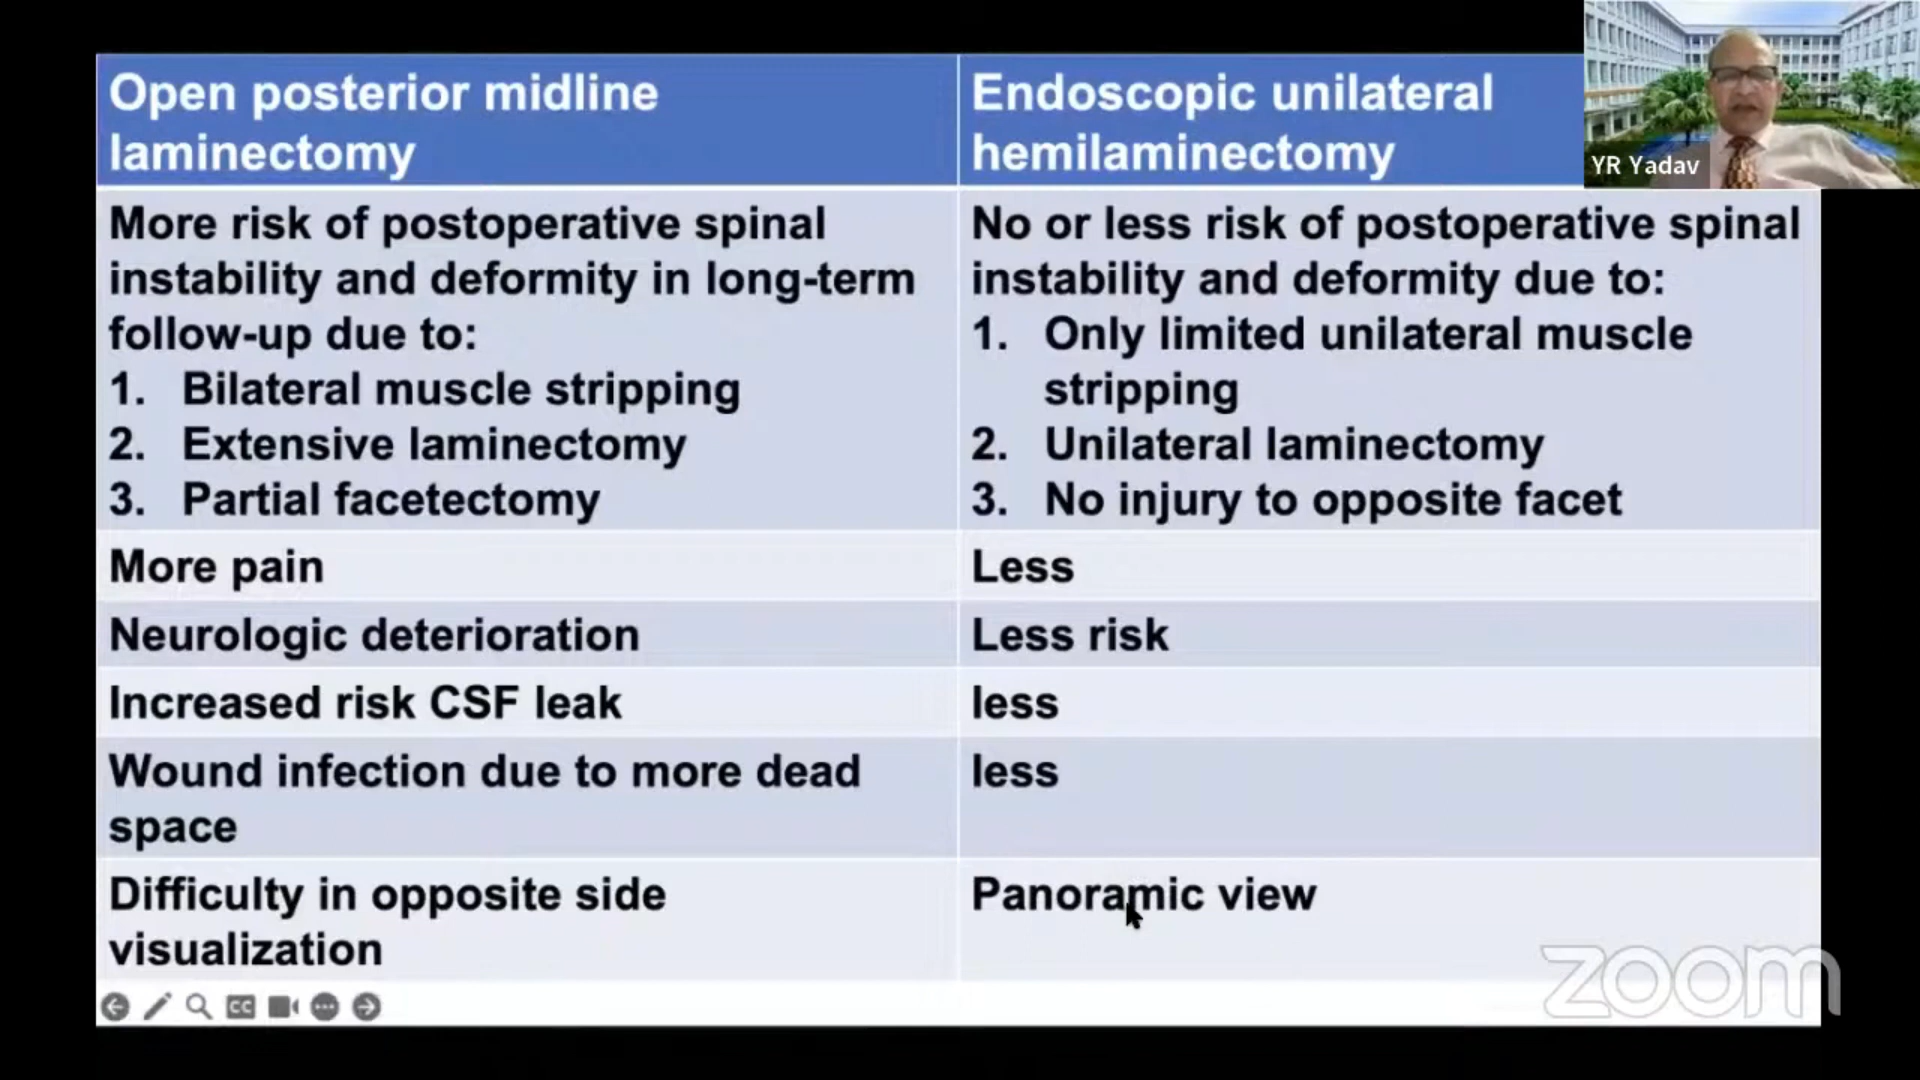 Open posterior midline
laminectomy
Endoscopic unilateral
hemilaminectomy
YR Yadav
More risk of postoperative spinal
instability and deformity in long-term
follow-up due to:
1. Bilateral muscle stripping
2. Extensive laminectomy
3. Partial facetectomy
No or less risk of postoperative spinal
instability and deformity due to:
1. Only limited unilateral muscle
stripping
2. Unilateral laminectomy
3. No injury to opposite facet
More pain
Less
Neurologic deterioration
Less risk
Increased risk CSF leak
less
Wound infection due to more dead
space
less
Difficulty in opposite side
visualization
Panoramic view
CC
zoom